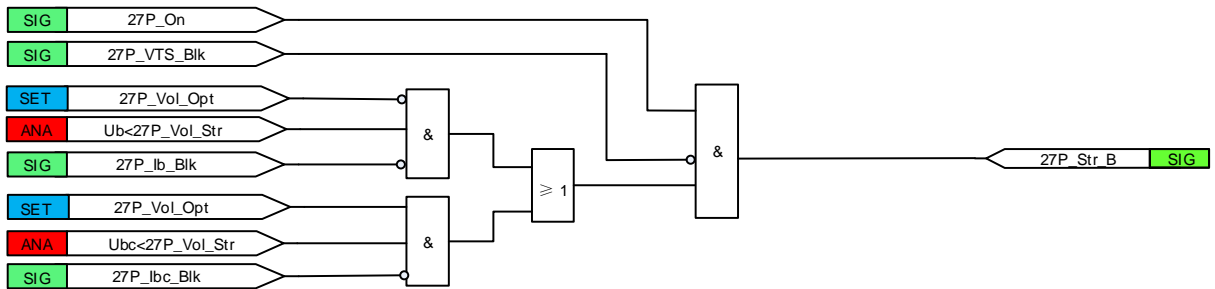 SIG 27P_On
SIG 27P_VTS_Blk
SET 27P_Vol_Opt
ANA Ub<27P_Vol_Str
&
SIG 27P_Ib_Blk
&
27P_Str_B SIG
≥ 1
SET 27P_Vol_Opt
ANA Ubc<27P_Vol_Str
&
SIG 27P_Ibc_Blk